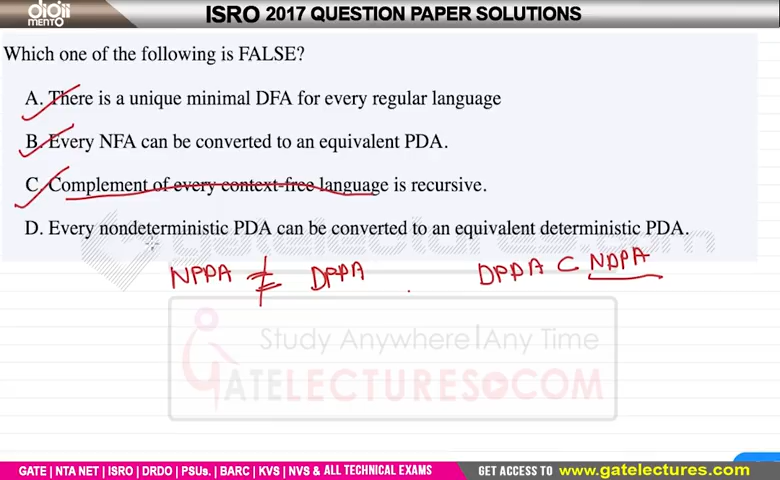 didii
MENTO
ISRO 2017 QUESTION PAPER SOLUTIONS
Which one of the following is FALSE?
A. There is a unique minimal DFA for every regular language
B. Every NFA can be converted to an equivalent PDA.
C. Complement of every context-free language is recursive.
D. Every nondeterministic PDA can be converted to an equivalent deterministic PDA.
gatelectures.com
NPDA ≠ DPDA . DPDA ⊂ NDPA
Study Anywhere|Any Time
GATELECTURES.COM
GATE | NTA NET | ISRO | DRDO | PSUs. | BARC | KVS | NVS & ALL TECHNICAL EXAMS GET ACCESS TO www.gatelectures.com